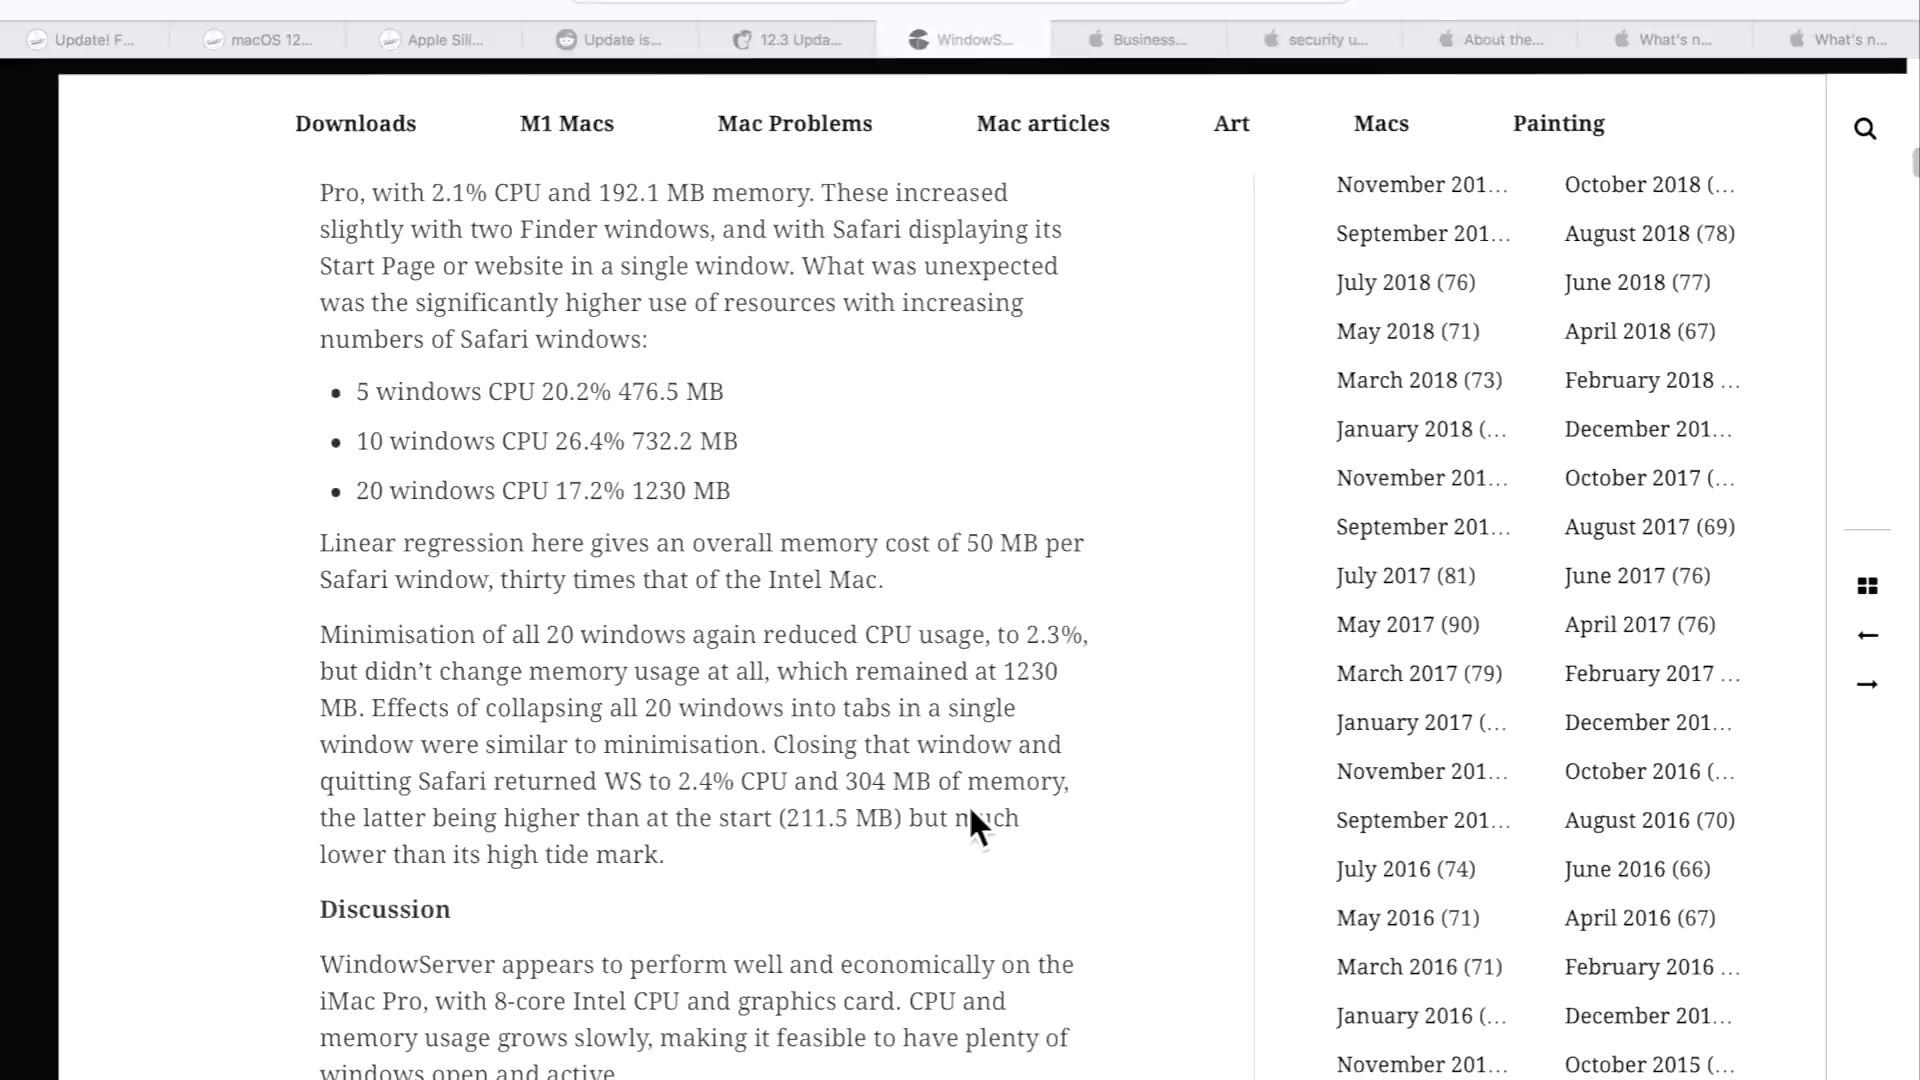 Update! F...
macOS 12...
Apple Sili...
Update is...
12.3 Upda...
WindowS...
Business...
security u...
About the...
What's n...
What's n...
Downloads
M1 Macs
Mac Problems
Mac articles
Art
Macs
Painting
Pro, with 2.1% CPU and 192.1 MB memory. These increased
slightly with two Finder windows, and with Safari displaying its
Start Page or website in a single window. What was unexpected
was the significantly higher use of resources with increasing
numbers of Safari windows:
• 5 windows CPU 20.2% 476.5 MB
• 10 windows CPU 26.4% 732.2 MB
• 20 windows CPU 17.2% 1230 MB
Linear regression here gives an overall memory cost of 50 MB per
Safari window, thirty times that of the Intel Mac.
Minimisation of all 20 windows again reduced CPU usage, to 2.3%,
but didn’t change memory usage at all, which remained at 1230
MB. Effects of collapsing all 20 windows into tabs in a single
window were similar to minimisation. Closing that window and
quitting Safari returned WS to 2.4% CPU and 304 MB of memory,
the latter being higher than at the start (211.5 MB) but much
lower than its high tide mark.
Discussion
WindowServer appears to perform well and economically on the
iMac Pro, with 8-core Intel CPU and graphics card. CPU and
memory usage grows slowly, making it feasible to have plenty of
windows open and active
November 201... October 2018 (...
September 201... August 2018 (78)
July 2018 (76) June 2018 (77)
May 2018 (71) April 2018 (67)
March 2018 (73) February 2018 ...
January 2018 (... December 201...
November 201... October 2017 (...
September 201... August 2017 (69)
July 2017 (81) June 2017 (76)
May 2017 (90) April 2017 (76)
March 2017 (79) February 2017 ...
January 2017 (... December 201...
November 201... October 2016 (...
September 201... August 2016 (70)
July 2016 (74) June 2016 (66)
May 2016 (71) April 2016 (67)
March 2016 (71) February 2016 ...
January 2016 (... December 201...
November 201... October 2015 (...